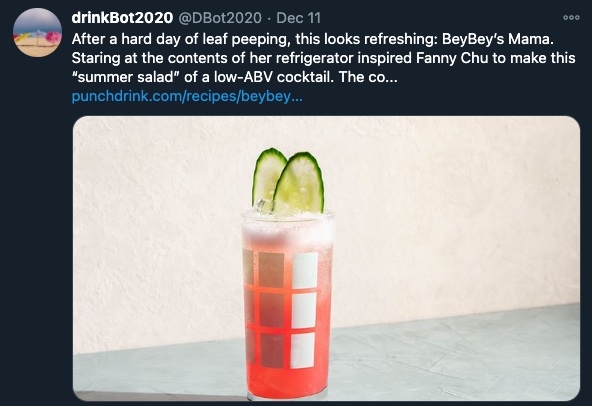 drinkBot2020 @DBot2020 · Dec 11
After a hard day of leaf peeping, this looks refreshing: BeyBey's Mama.
Staring at the contents of her refrigerator inspired Fanny Chu to make this
“summer salad” of a low-ABV cocktail. The co...
punchdrink.com/recipes/beybey...